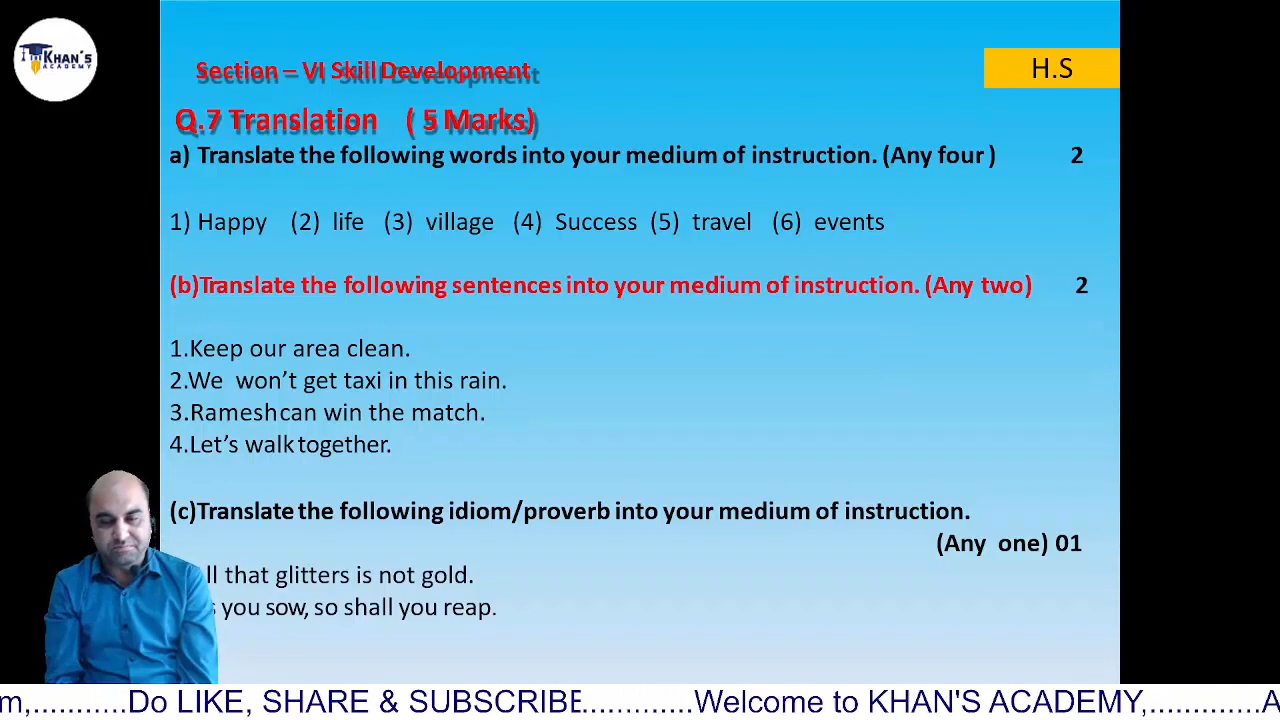 KHAN'S
ACADEMY
Section – VI Skill Development
H.S
Q.7 Translation ( 5 Marks)
a) Translate the following words into your medium of instruction. (Any four ) 2
1) Happy (2) life (3) village (4) Success (5) travel (6) events
(b)Translate the following sentences into your medium of instruction. (Any two) 2
1.Keep our area clean.
2.We won't get taxi in this rain.
3.Ramesh can win the match.
4.Let's walk together.
(c)Translate the following idiom/proverb into your medium of instruction.
(Any one) 01
ll that glitters is not gold.
s you sow, so shall you reap.
m,...........Do LIKE, SHARE & SUBSCRIBE.............Welcome to KHAN'S ACADEMY,............A